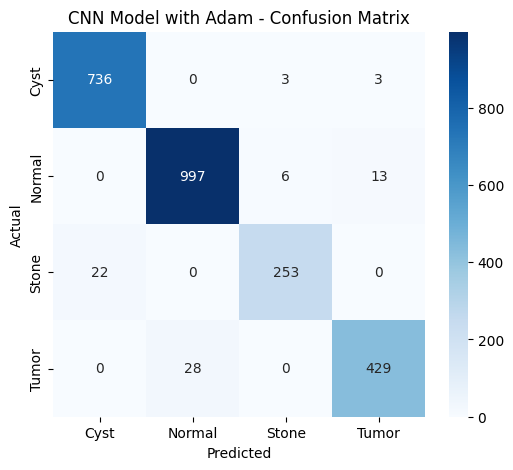 CNN Model with Adam - Confusion Matrix
Actual
Cyst
736 0 3 3
Normal
0 997 6 13
Stone
22 0 253 0
Tumor
0 28 0 429
Cyst Normal Stone Tumor
Predicted
800
600
400
200
0